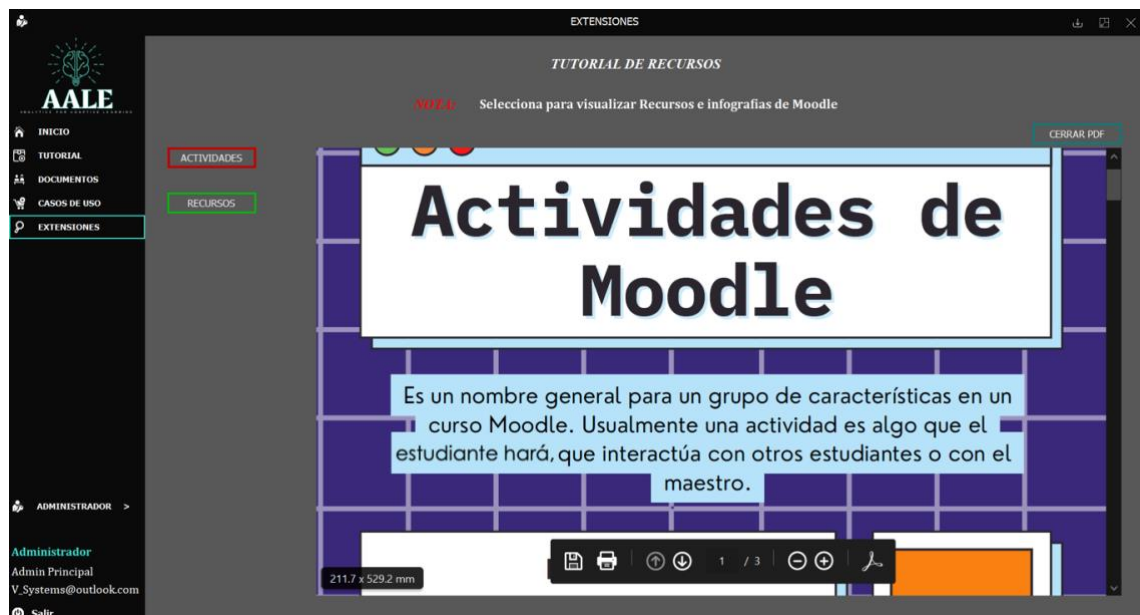 EXTENSIONES
AALE
TUTORIAL DE RECURSOS
NOTA: Selecciona para visualizar Recursos e infografias de Moodle
CERRAR PDF
INICIO
TUTORIAL
DOCUMENTOS
CASOS DE USO
EXTENSIONES
ACTIVIDADES
RECURSOS
Actividades de
Moodle
Es un nombre general para un grupo de características en un
curso Moodle. Usualmente una actividad es algo que el
estudiante hará, que interactúa con otros estudiantes o con el
maestro.
1 / 3
211.7 x 529.2 mm
ADMINISTRADOR >
Administrador
Admin Principal
V_Systems@outlook.com
Salir